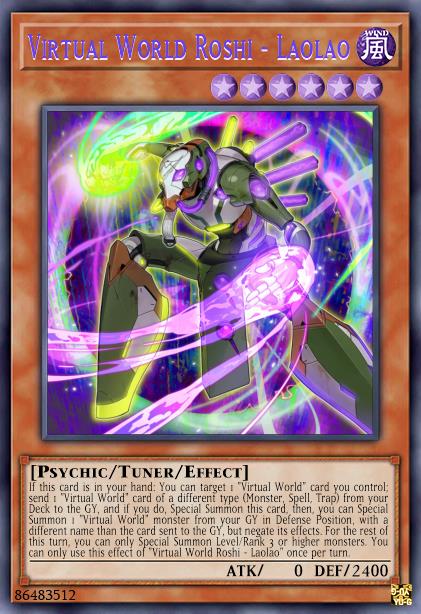 Virtual World Roshi - Laolao
WIND
風
[Psychic/Tuner/Effect]
If this card is in your hand: You can target 1 "Virtual World" card you control;
send 1 "Virtual World" card of a different type (Monster, Spell, Trap) from your
Deck to the GY, and if you do, Special Summon this card, then, you can Special
Summon 1 "Virtual World" monster from your GY in Defense Position, with a
different name than the card sent to the GY, but negate its effects. For the rest of
this turn, you can only Special Summon Level/Rank 3 or higher monsters. You
can only use this effect of "Virtual World Roshi - Laolao" once per turn.
ATK/ 0 DEF/2400
86483512